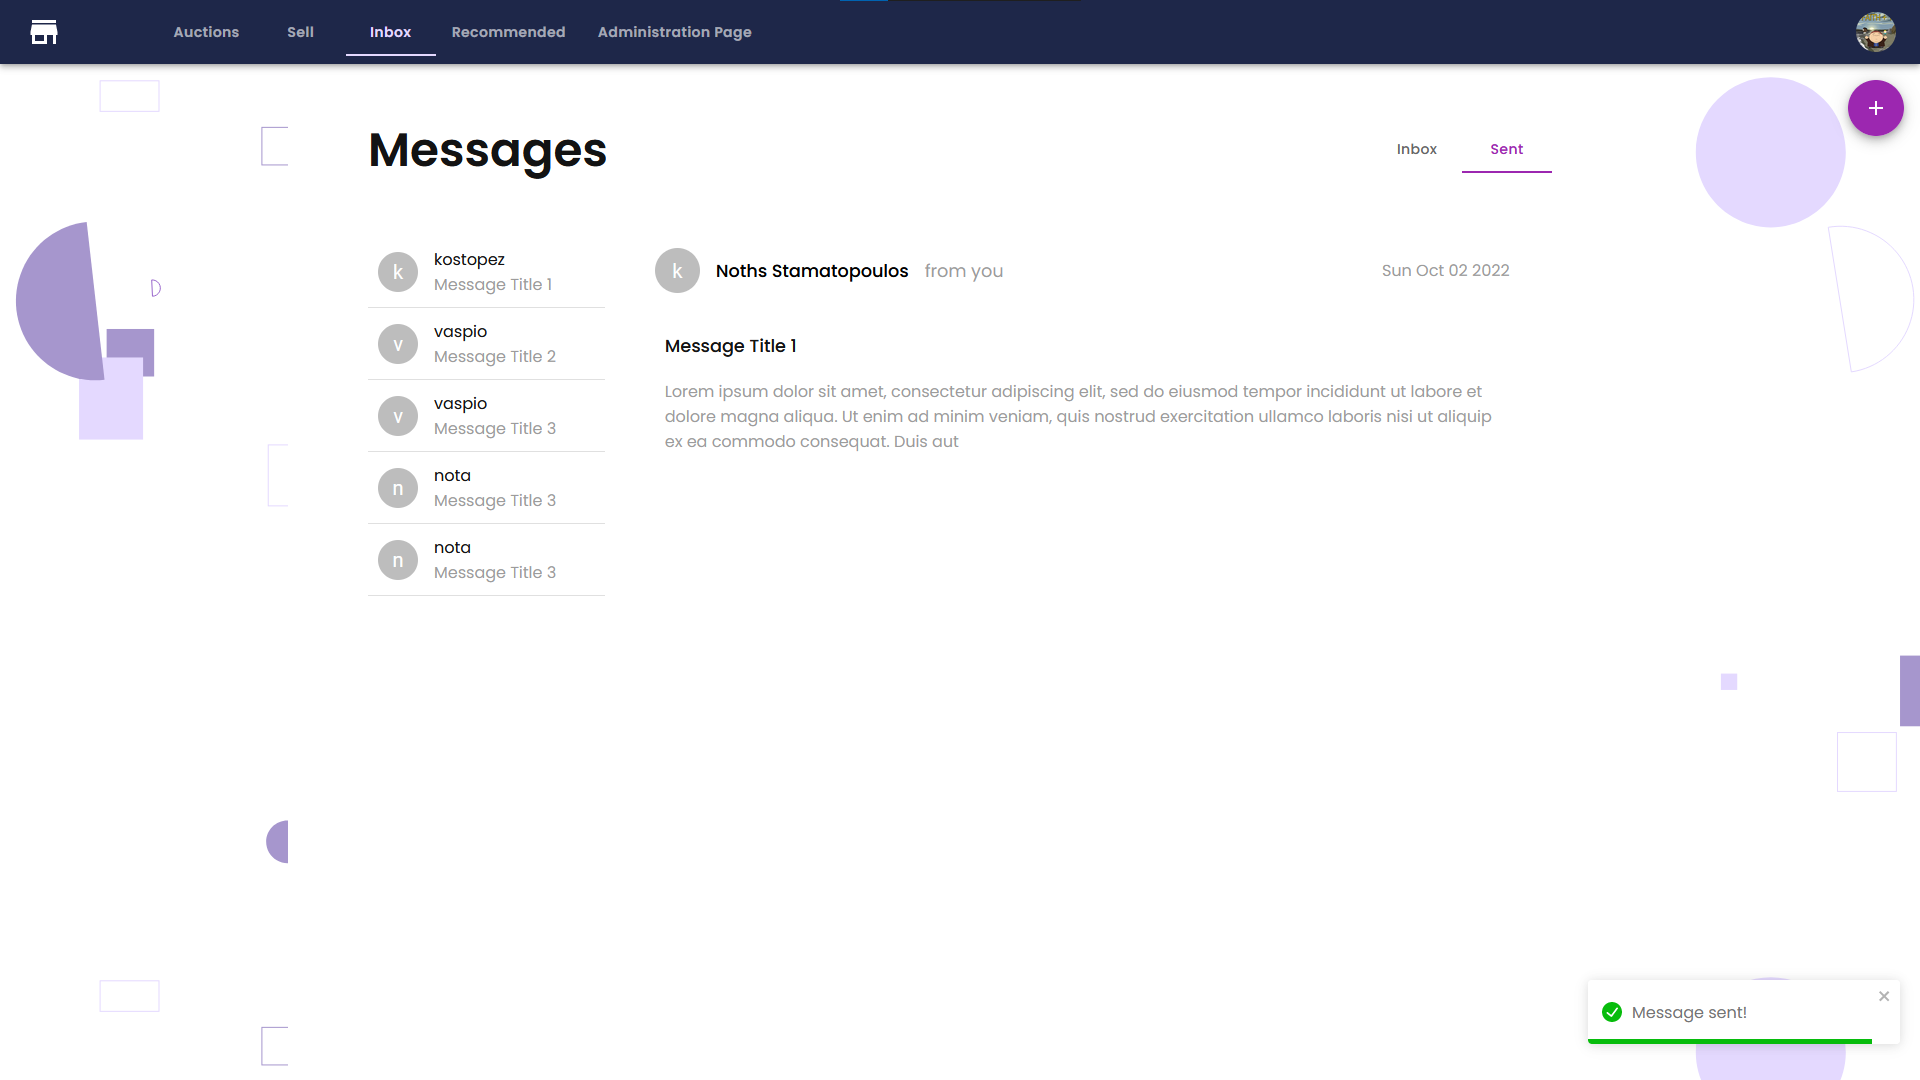 Auctions
Sell
Inbox
Recommended
Administration Page
Messages
Inbox
Sent
k
kostopez
Message Title 1
v
vaspio
Message Title 2
v
vaspio
Message Title 3
n
nota
Message Title 3
n
nota
Message Title 3
k
Noths Stamatopoulos from you
Sun Oct 02 2022
Message Title 1
Lorem ipsum dolor sit amet, consectetur adipiscing elit, sed do eiusmod tempor incididunt ut labore et
dolore magna aliqua. Ut enim ad minim veniam, quis nostrud exercitation ullamco laboris nisi ut aliquip
ex ea commodo consequat. Duis aut
Message sent!